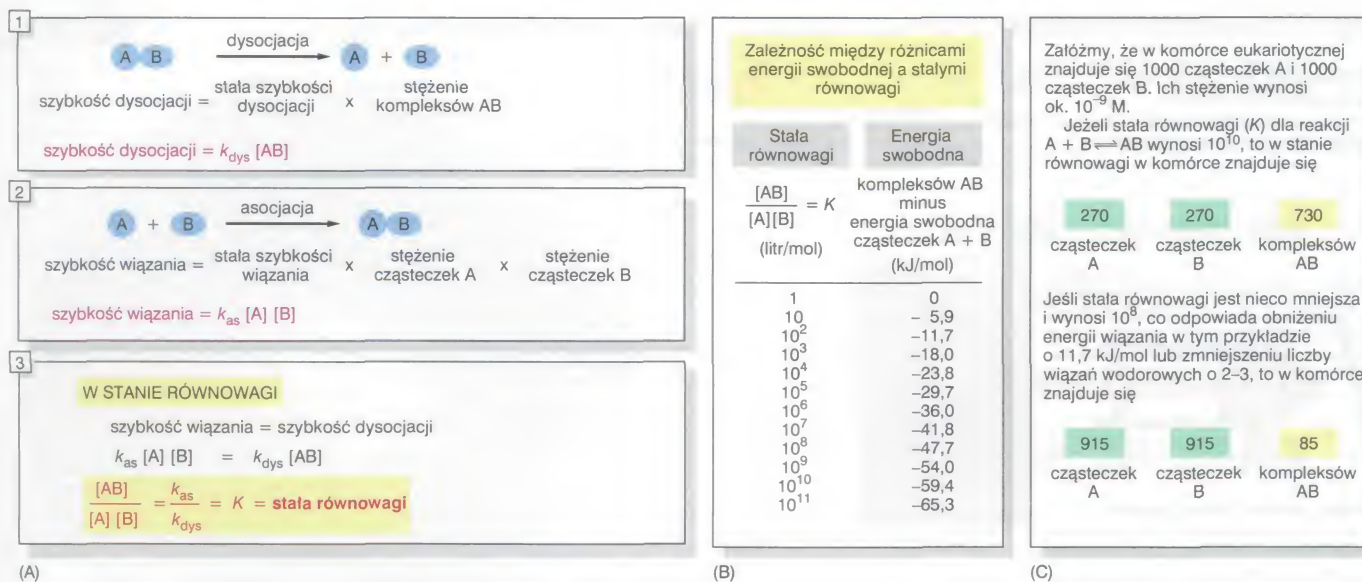 1
A B
dysocjacja
A + B
szybkość dysocjacji = stała szybkości dysocjacji x stężenie kompleksów AB
szybkość dysocjacji = k_dys [AB]
2
A + B
asocjacja
A B
szybkość wiązania = stała szybkości wiązania x stężenie cząsteczek A x stężenie cząsteczek B
szybkość wiązania = k_as [A] [B]
3
W STANIE RÓWNOWAGI
szybkość wiązania = szybkość dysocjacji
k_as [A] [B] = k_dys [AB]
[AB] / [A] [B] = k_as / k_dys = K = stała równowagi
(A)
Zależność między różnicami
energii swobodnej a stałymi
równowagi
Stała równowagi
Energia swobodna
[AB] / [A][B] = K
(litr/mol)
kompleksów AB
minus
energia swobodna
cząsteczek A + B
(kJ/mol)
1 0
10 – 5,9
10² –11,7
10³ –18,0
10⁴ –23,8
10⁵ –29,7
10⁶ –36,0
10⁷ –41,8
10⁸ –47,7
10⁹ –54,0
10¹⁰ –59,4
10¹¹ –65,3
(B)
Załóżmy, że w komórce eukariotycznej
znajduje się 1000 cząsteczek A i 1000
cząsteczek B. Ich stężenie wynosi
ok. 10⁻⁹ M.
Jeżeli stała równowagi (K) dla reakcji
A + B ⇌ AB wynosi 10¹⁰, to w stanie
równowagi w komórce znajduje się
270 270 730
cząsteczek cząsteczek kompleksów
A B AB
Jeśli stała równowagi jest nieco mniejsza
i wynosi 10⁸, co odpowiada obniżeniu
energii wiązania w tym przykładzie
o 11,7 kJ/mol lub zmniejszeniu liczby
wiązań wodorowych o 2–3, to w komórce
znajduje się
915 915 85
cząsteczek cząsteczek kompleksów
A B AB
(C)